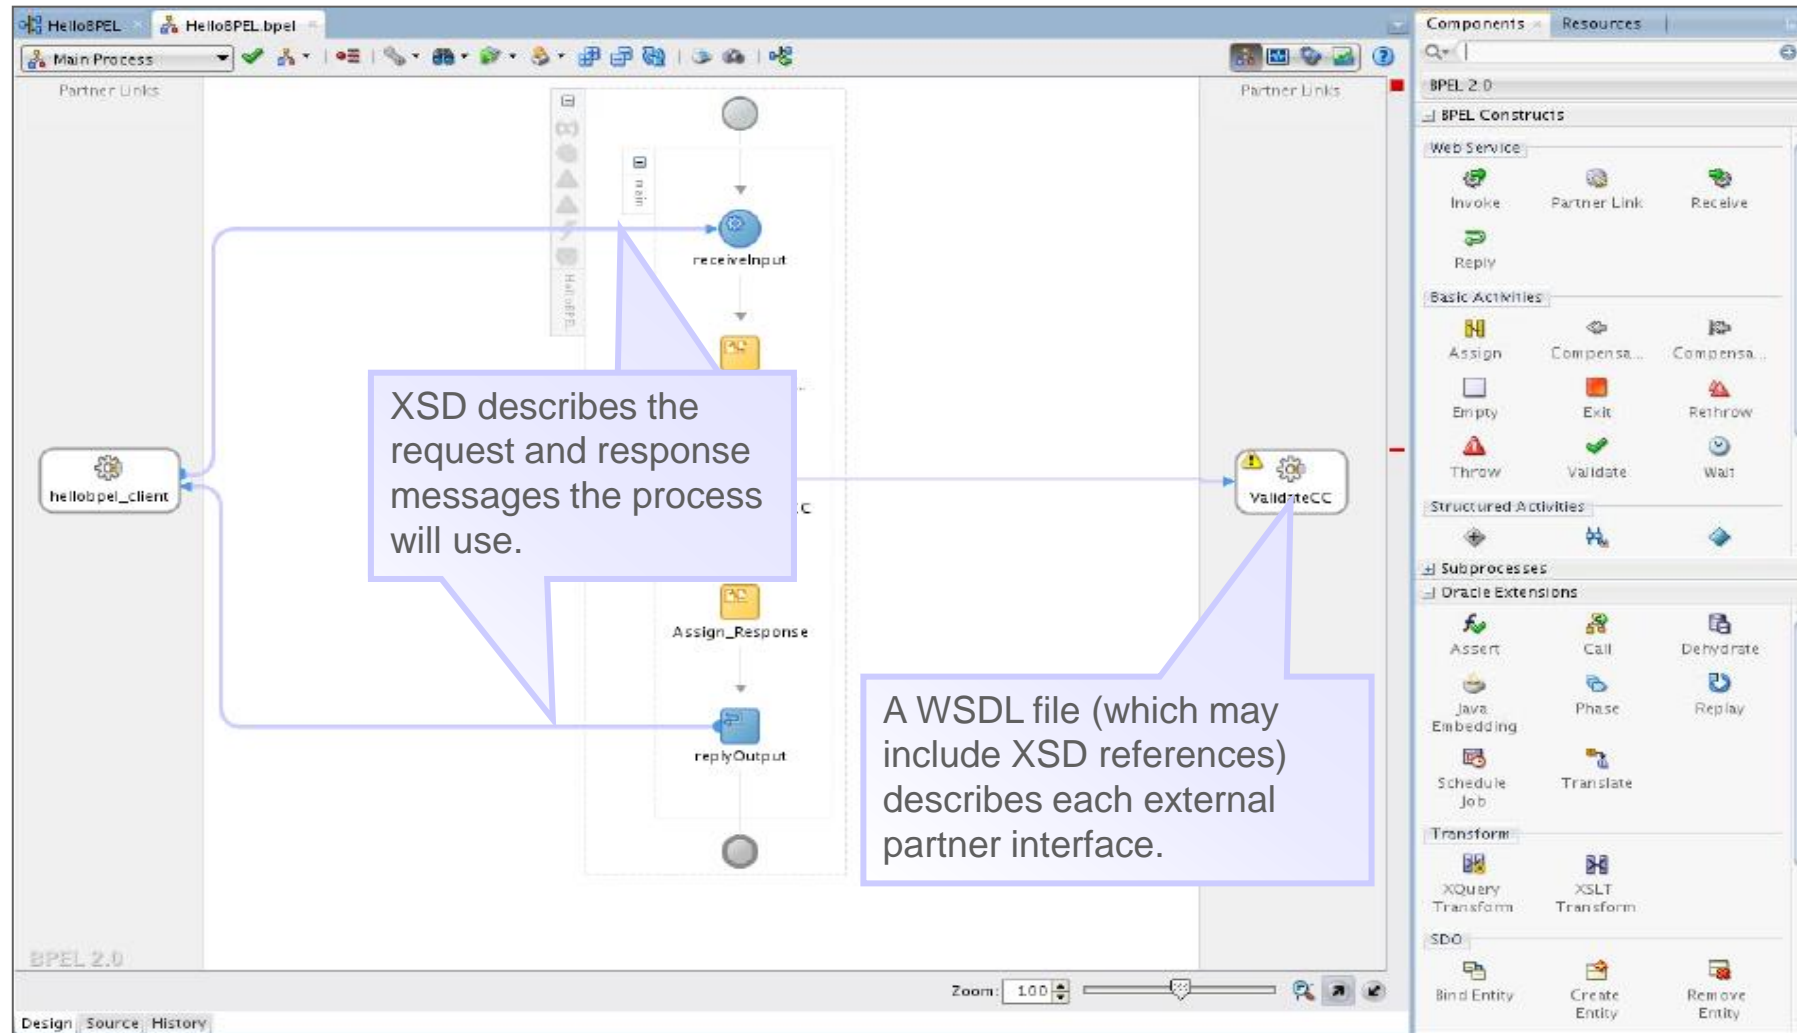 HelloBPEL
HelloBPEL.bpel
Components
Resources
Main Process
BPEL 2.0
Partner Links
Partner Links
BPEL Constructs
Web Service
Invoke
Partner Link
Receive
Reply
main
receiveInput
HelloBPEL
Basic Activities
Assign
Compensa...
Compensa...
Empty
Exit
Rethrow
Throw
Validate
Wait
Structured Activities
XSD describes the
request and response
messages the process
will use.
hellobpel_client
ValidateCC
Subprocesses
Oracle Extensions
Assert
Call
Dehydrate
Java
Embedding
Phase
Replay
Schedule
Job
Translate
Assign_Response
replyOutput
A WSDL file (which may
include XSD references)
describes each external
partner interface.
Transform
XQuery
Transform
XSLT
Transform
SDO
Bind Entity
Create
Entity
Remove
Entity
BPEL 2.0
Zoom: 100
Design Source History